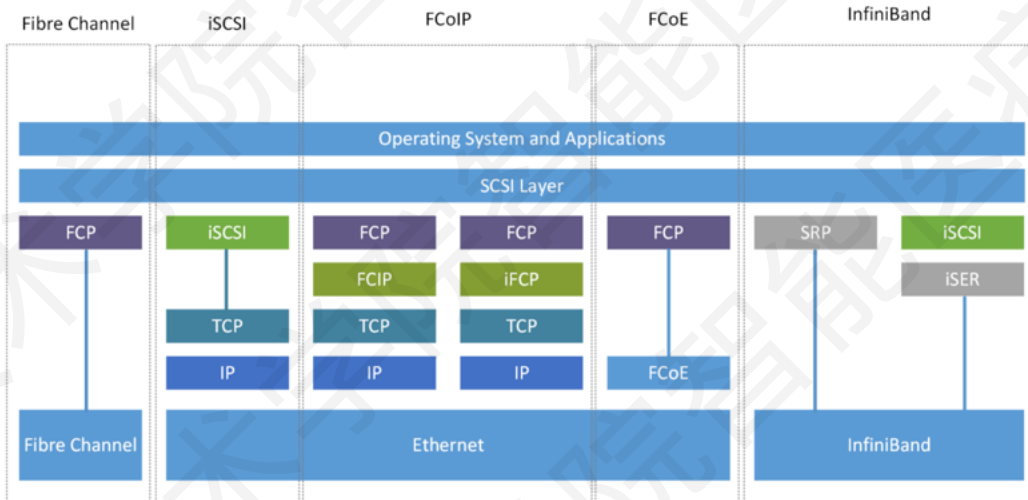 Fibre Channel iSCSI FCoIP FCoE InfiniBand
Operating System and Applications
SCSI Layer
FCP iSCSI FCP FCP FCP SRP iSCSI
FCIP iFCP iSER
TCP TCP TCP
IP IP IP FCoE
Fibre Channel Ethernet InfiniBand